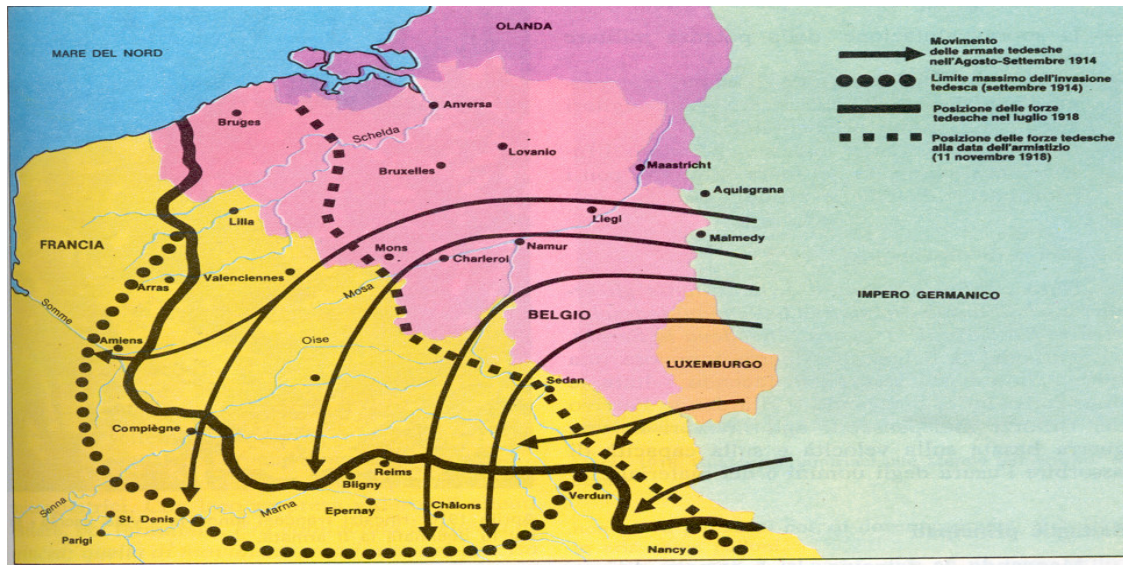 OLANDA
MARE DEL NORD
Movimento
delle armate tedesche
nell'Agosto-Settembre 1914
Limite massimo dell'invasione
tedesca (settembre 1914)
Posizione delle forze
tedesche nel luglio 1918
Posizione delle forze tedesche
alla data dell'armistizio
(11 novembre 1918)
Anversa
Bruges
Schelda
Lovanio
Bruxelles
Maastricht
Aquisgrana
Lilla
Llegi
Malmedy
FRANCIA
Mons
Namur
Charleroi
Valenciennes
Arras
Mosa
Somme
IMPERO GERMANICO
BELGIO
Amiens
Oise
LUXEMBURGO
Sedan
Compiègne
Reims
Bligny
Verdun
Senna
Marna
Epernay
Châlons
St. Denis
Parigi
Nancy